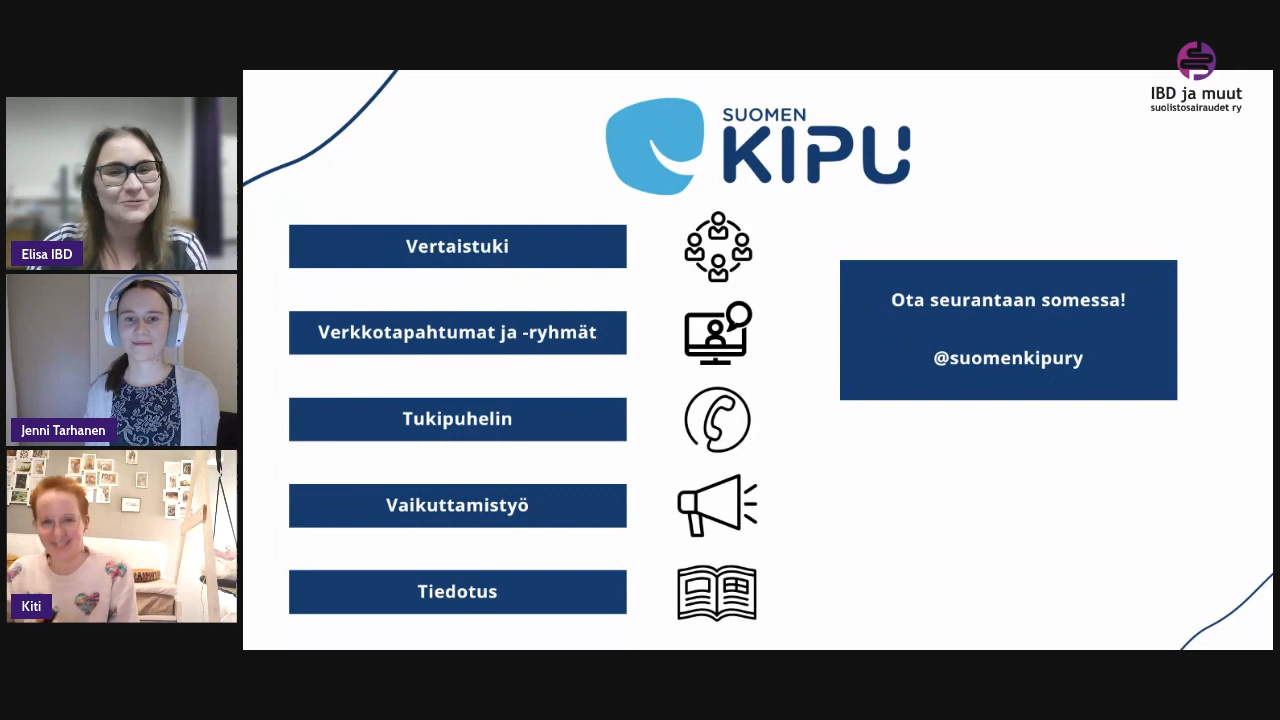 IBD ja muut
suolistosairaudet ry
SUOMEN
KIPU
Elisa IBD
Jenni Tarhanen
Kiti
Vertaistuki
Verkkotapahtumat ja -ryhmät
Tukipuhelin
Vaikuttamistyö
Tiedotus
Ota seurantaan somessa!
@suomenkipury